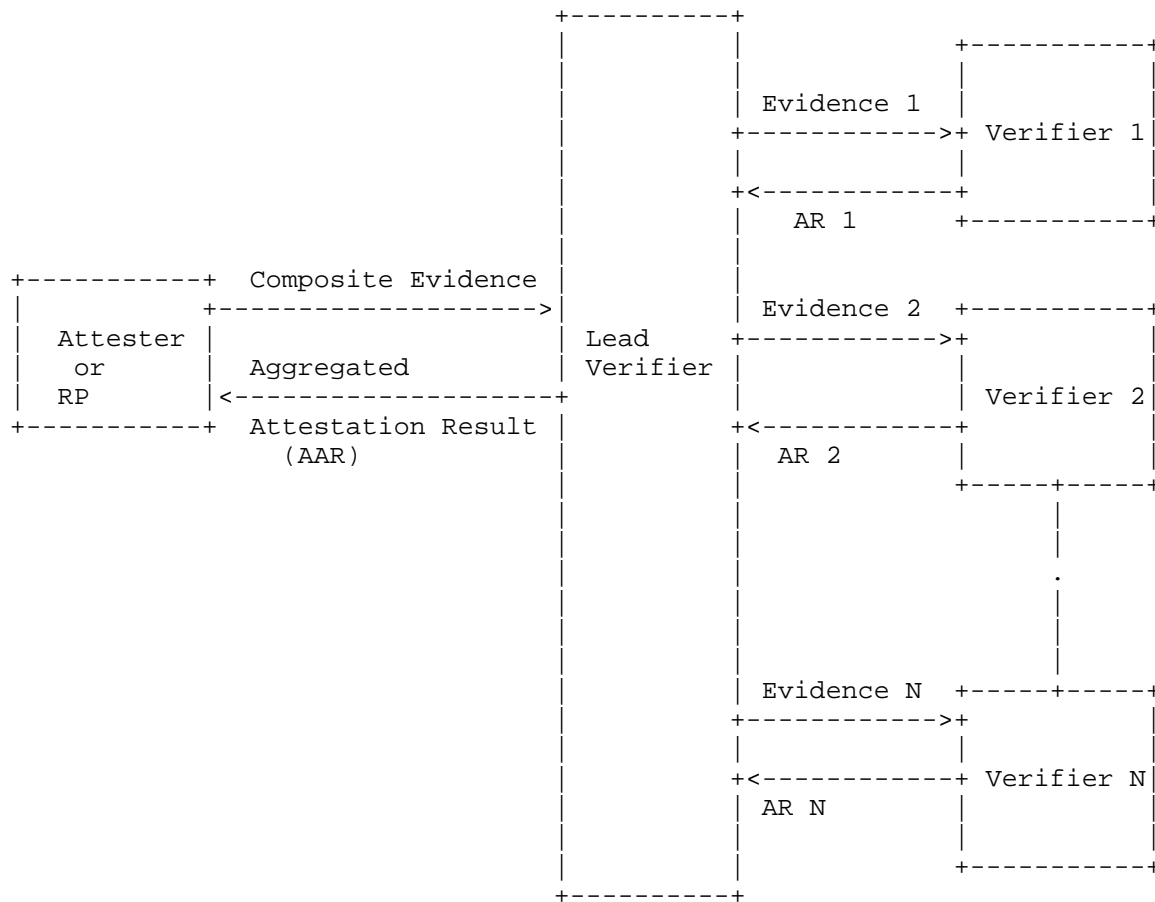 Evidence 1
Verifier 1
AR 1
Composite Evidence
Evidence 2
Attester
or
RP
Lead
Verifier
Aggregated
Verifier 2
Attestation Result
(AAR)
AR 2
Evidence N
Verifier N
AR N